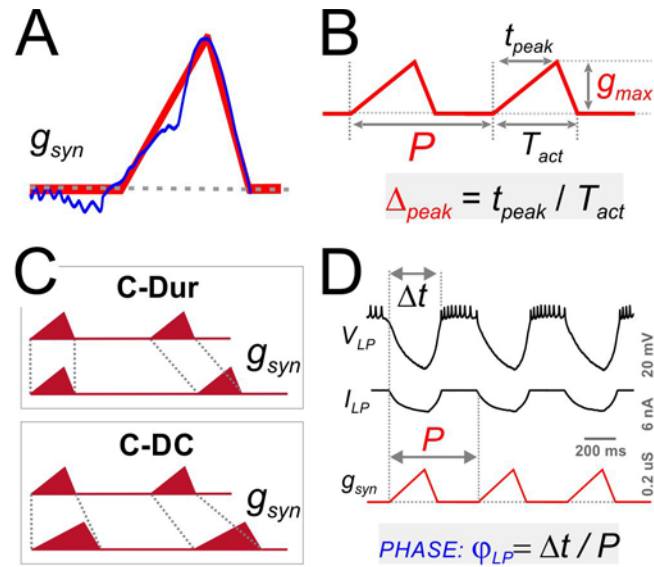 A
g_syn
B
t_peak
g_max
P
T_act
Δ_peak = t_peak / T_act
C
C-Dur
g_syn
C-DC
g_syn
D
Δt
V_LP
20 mV
I_LP
6 nA
P
200 ms
g_syn
0.2 uS
PHASE: φ_LP = Δt / P